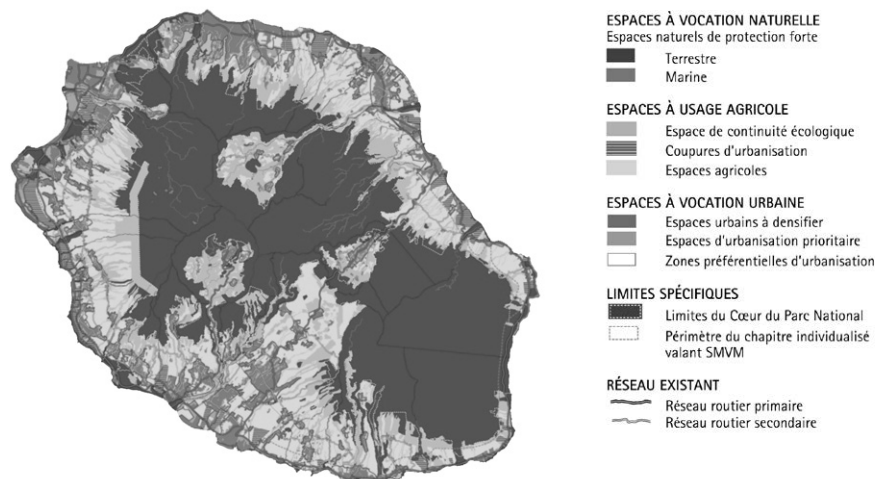 ESPACES À VOCATION NATURELLE
Espaces naturels de protection forte
Terrestre
Marine
ESPACES À USAGE AGRICOLE
Espace de continuité écologique
Coupures d'urbanisation
Espaces agricoles
ESPACES À VOCATION URBAINE
Espaces urbains à densifier
Espaces d'urbanisation prioritaire
Zones préférentielles d'urbanisation
LIMITES SPÉCIFIQUES
Limites du Cœur du Parc National
Périmètre du chapitre individualisé
valant SMVM
RÉSEAU EXISTANT
Réseau routier primaire
Réseau routier secondaire